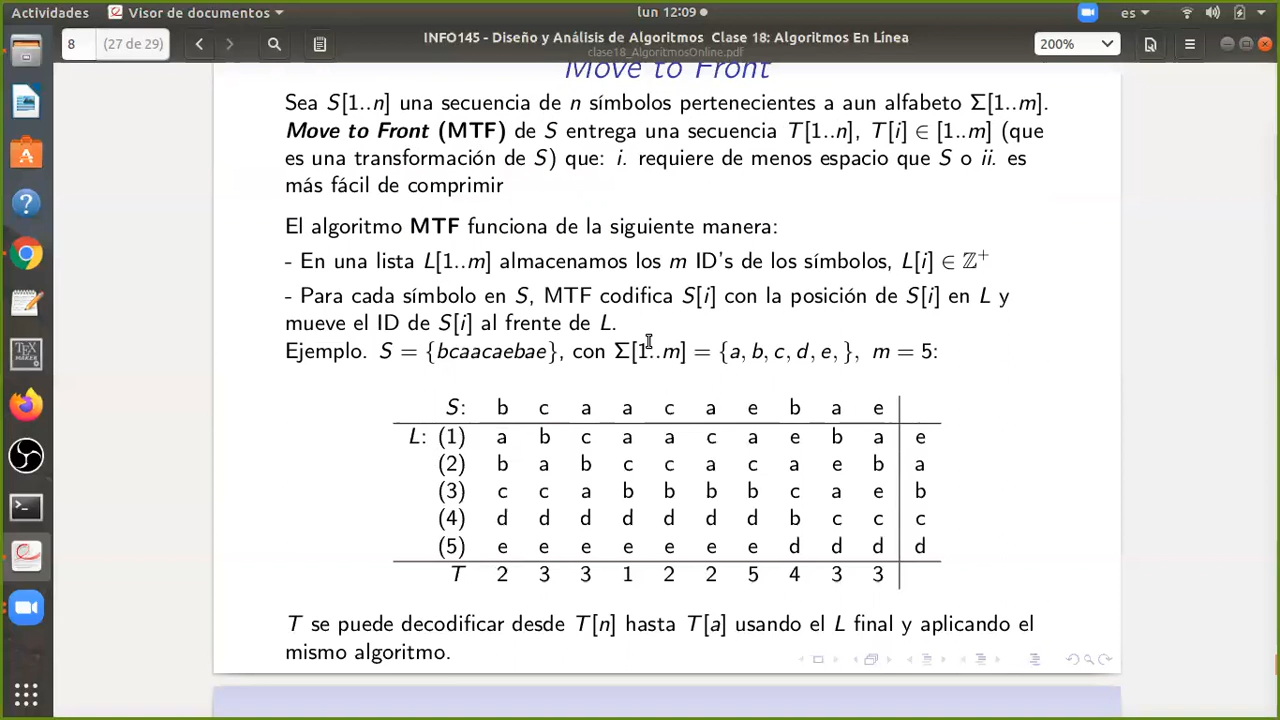 Actividades Visor de documentos lun 12:09 es
8 (27 de 29) INFO145 - Diseño y Análisis de Algoritmos Clase 18: Algoritmos En Línea 200%
clase18_AlgoritmosOnline.pdf
Move to Front
Sea S[1..n] una secuencia de n símbolos pertenecientes a aun alfabeto Σ[1..m].
Move to Front (MTF) de S entrega una secuencia T[1..n], T[i] ∈ [1..m] (que
es una transformación de S) que: i. requiere de menos espacio que S o ii. es
más fácil de comprimir
El algoritmo MTF funciona de la siguiente manera:
- En una lista L[1..m] almacenamos los m ID's de los símbolos, L[i] ∈ ℤ⁺
- Para cada símbolo en S, MTF codifica S[i] con la posición de S[i] en L y
mueve el ID de S[i] al frente de L.
Ejemplo. S = {bcaacaebae}, con Σ[1..m] = {a, b, c, d, e, }, m = 5:
S: b c a a c a e b a e
L: (1) a b c a a c a e b a e
(2) b a b c c a c a e b a
(3) c c a b b b b c a e b
(4) d d d d d d d b c c c
(5) e e e e e e e d d d d
T 2 3 3 1 2 2 5 4 3 3
T se puede decodificar desde T[n] hasta T[a] usando el L final y aplicando el
mismo algoritmo.